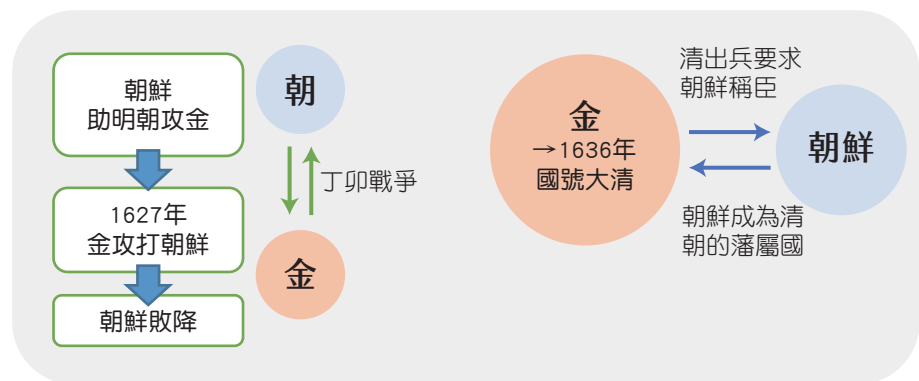 朝鮮
助明朝攻金
1627年
金攻打朝鮮
朝鮮敗降
朝
丁卯戰爭
金
金
→1636年
國號大清
清出兵要求
朝鮮稱臣
朝鮮成為清
朝的藩屬國
朝鮮